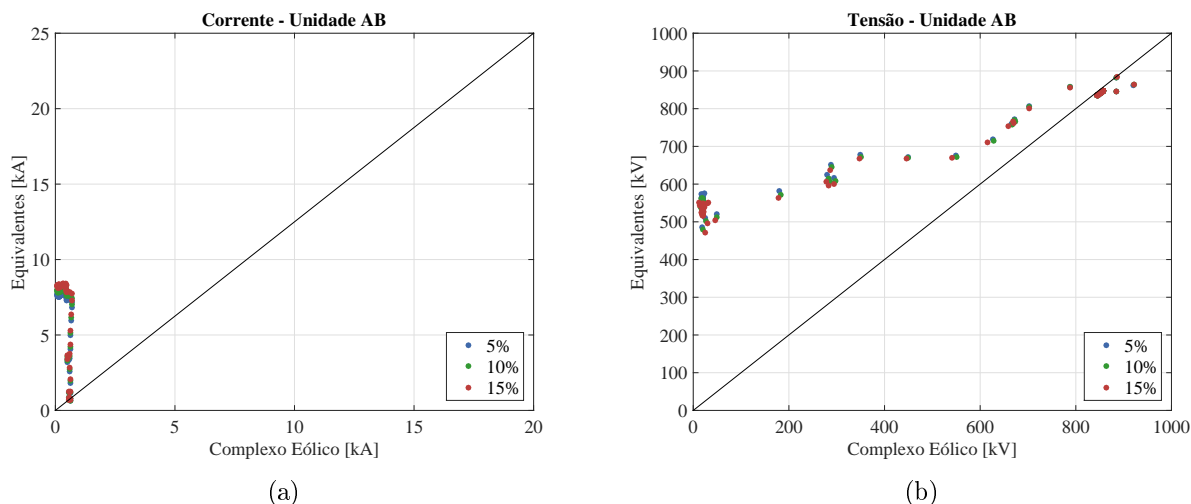 Corrente - Unidade AB
25
20
15
10
5
0
Equivalentes [kA]
0 5 10 15 20
Complexo Eólico [kA]
5%
10%
15%
(a)
Tensão - Unidade AB
1000
900
800
700
600
500
400
300
200
100
0
Equivalentes [kV]
0 200 400 600 800 1000
Complexo Eólico [kV]
5%
10%
15%
(b)